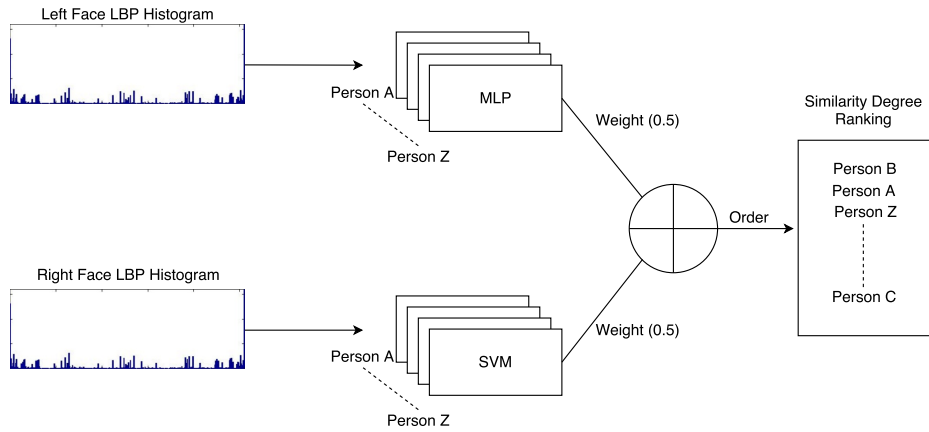 Left Face LBP Histogram
Person A
MLP
Person Z
Weight (0.5)
Right Face LBP Histogram
Person A
SVM
Person Z
Weight (0.5)
Order
Similarity Degree
Ranking
Person B
Person A
Person Z
Person C